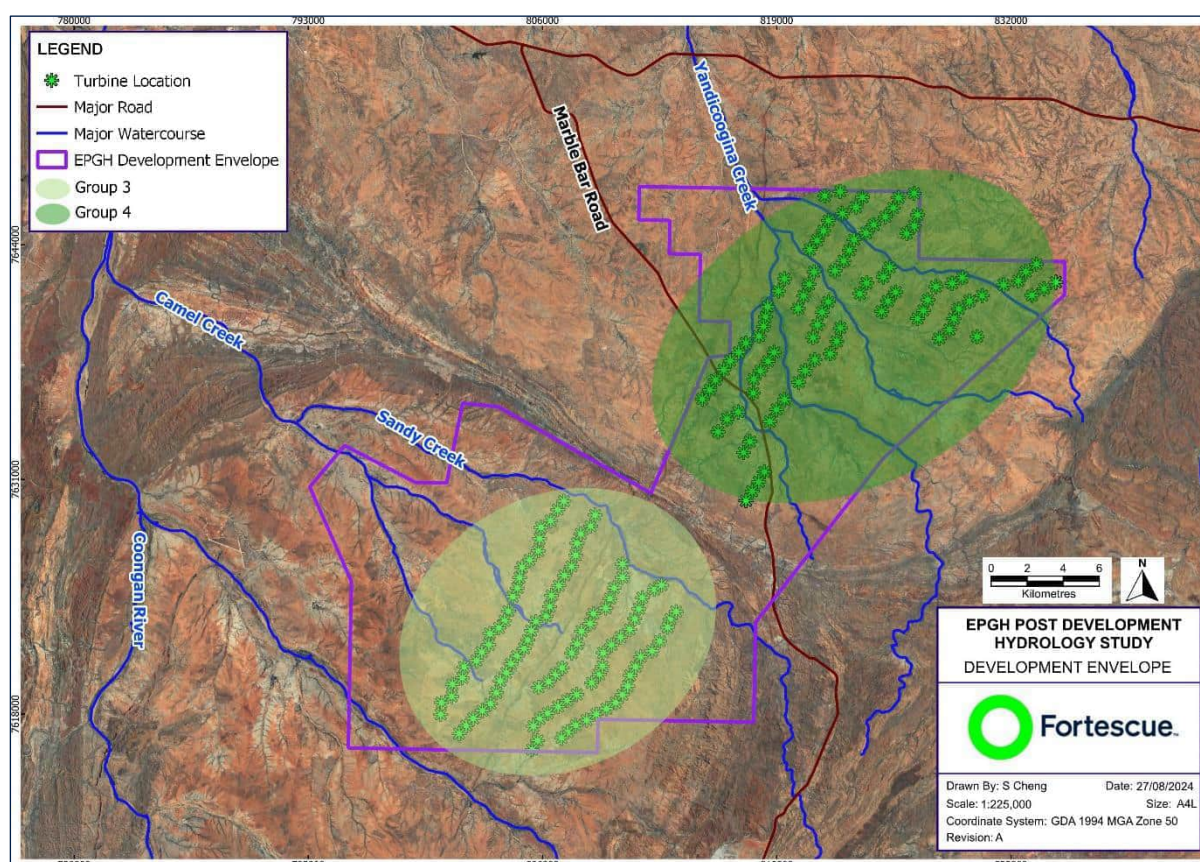 780000
793000
806000
819000
832000
LEGEND
Turbine Location
Major Road
Major Watercourse
EPGH Development Envelope
Group 3
Group 4
Yandicoogina Creek
Marble Bar Road
7644000
Camel Creek
Sandy Creek
7631000
Coongan River
7618000
0 2 4 6
Kilometres
N
EPGH POST DEVELOPMENT
HYDROLOGY STUDY
DEVELOPMENT ENVELOPE
Fortescue™
Drawn By: S Cheng Date: 27/08/2024
Scale: 1:225,000 Size: A4L
Coordinate System: GDA 1994 MGA Zone 50
Revision: A